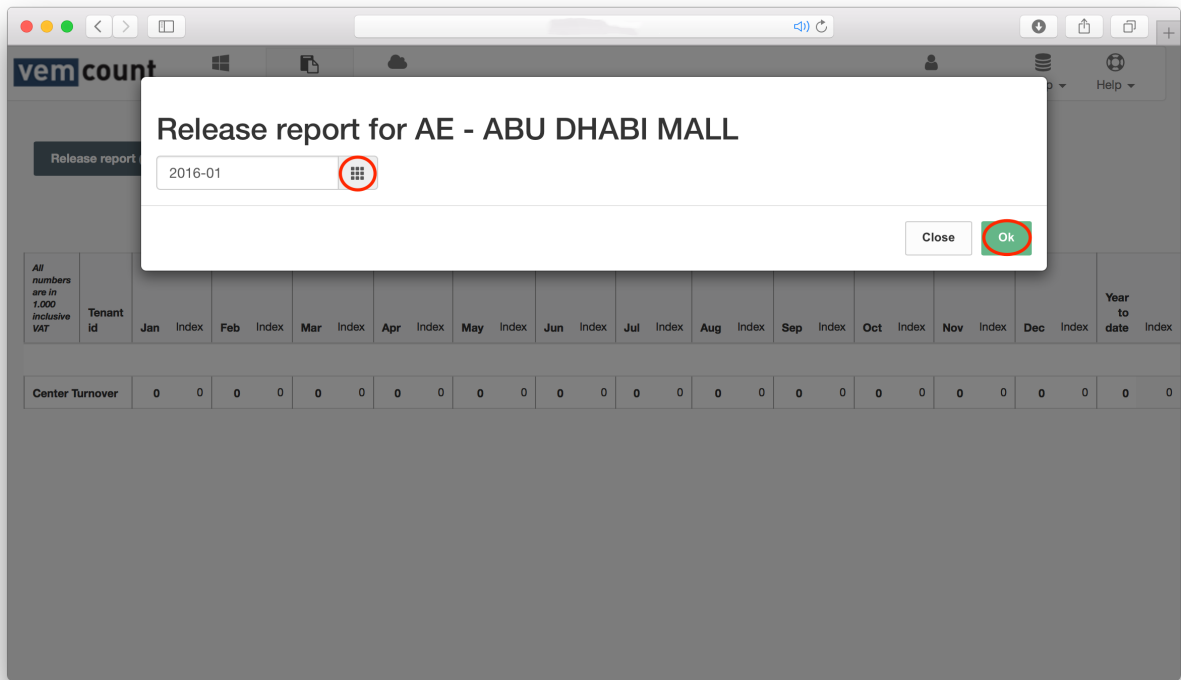 vemcount
Help
Release report for AE - ABU DHABI MALL
Release report
2016-01
Close
Ok
All
numbers
are in
1.000
inclusive
VAT
Tenant
id
Jan Index Feb Index Mar Index Apr Index May Index Jun Index Jul Index Aug Index Sep Index Oct Index Nov Index Dec Index
Year
to
date
Index
Center Turnover 0 0 0 0 0 0 0 0 0 0 0 0 0 0 0 0 0 0 0 0 0 0 0 0 0 0